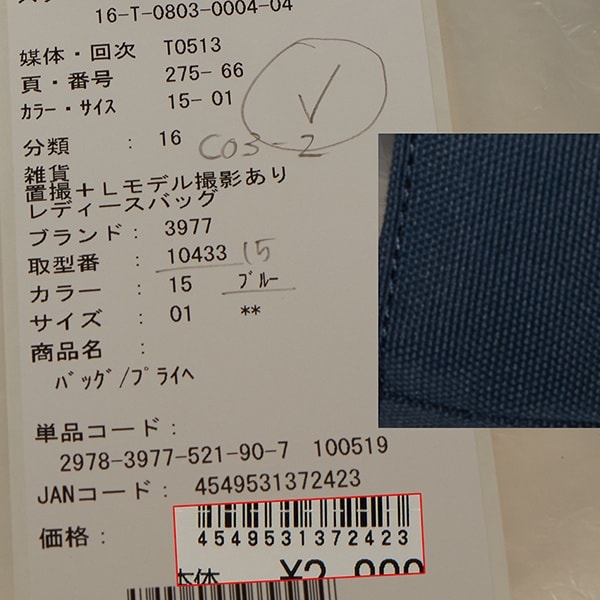 16-T-0803-0004-04
媒体・回次 T0513
頁・番号 275- 66
カラー・サイズ 15- 01
分類 : 16
C03-2
雑貨
置撮+Lモデル撮影あり
レディースバッグ
ブランド: 3977
取型番 : 10433 15
カラー : 15 ブルー
サイズ : 01 **
商品名 :
バッグ/プライヘ
単品コード:
2978-3977-521-90-7 100519
JANコード: 4549531372423
価格:
4549531372423
本体